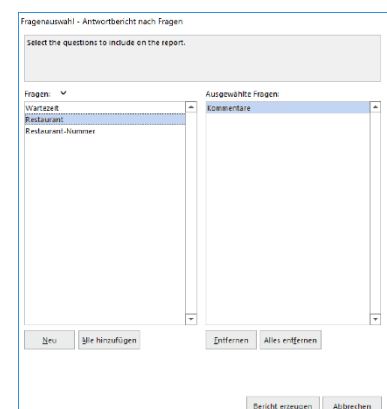 Fragenauswahl - Antwortbericht nach Fragen
Select the questions to include on the report.
Fragen:
Ausgewählte Fragen:
Wartezeit
Restaurant
Restaurant-Nummer
Kommentare
Neu
Alle hinzufügen
Entfernen
Alles entfernen
Bericht erzeugen
Abbrechen